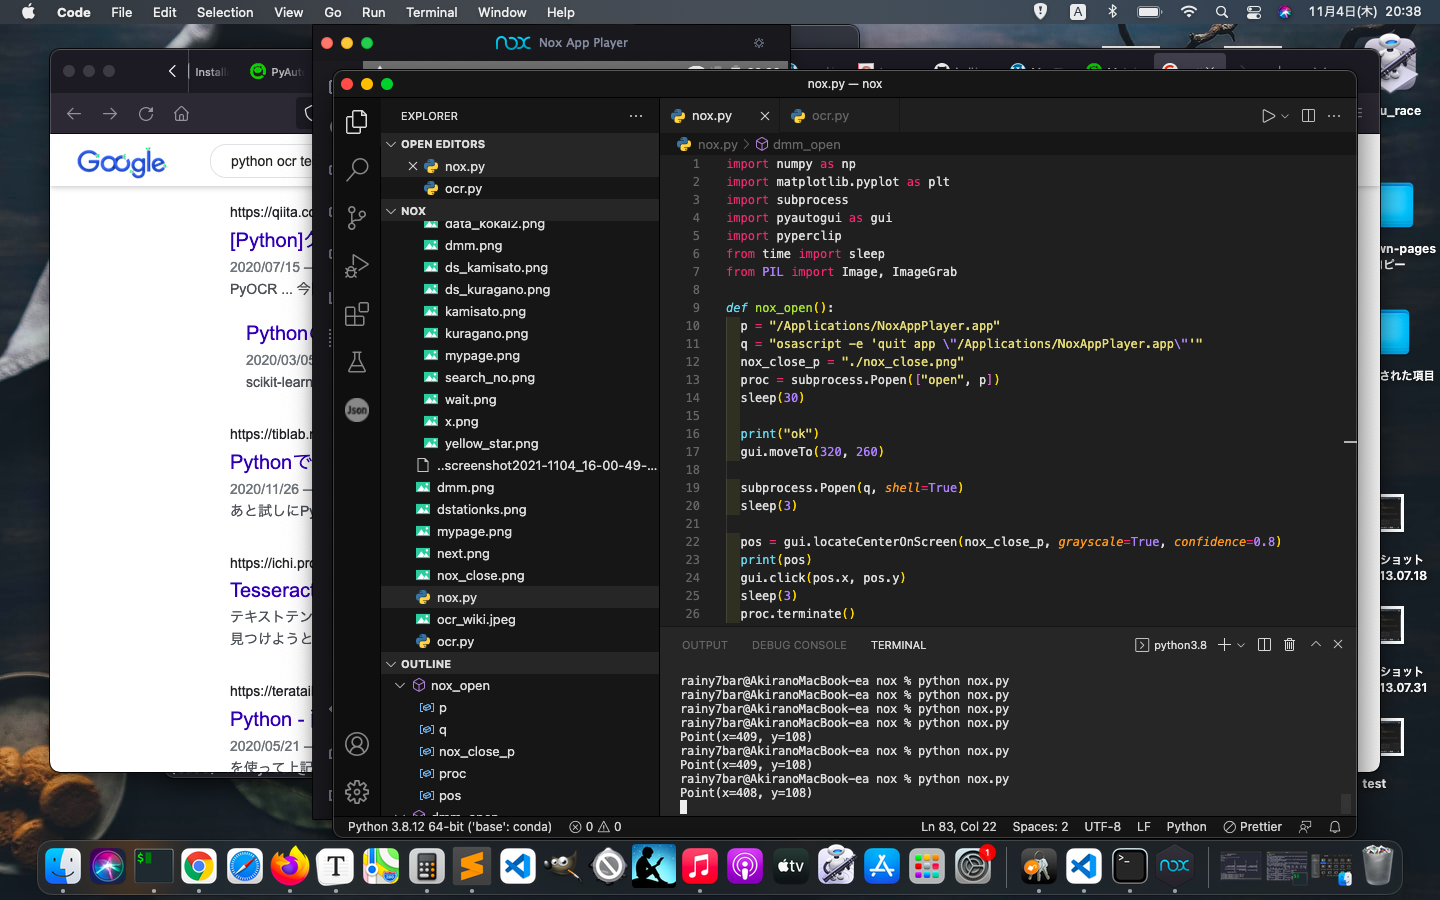 Code File Edit Selection View Go Run Terminal Window Help
A
11月4日(木) 20:38
nox Nox App Player
Insta
PyAut
nox.py — nox
Google
python ocr te
https://qiita.co
[Python]
2020/07/15 —
PyOCR ... 今
Python
2020/03/05
scikit-learn
https://tiblab.
Pythonで
2020/11/26 —
あと試しにPy
https://ichi.pro
Tesseract
テキストテン
見つけようと
https://teratail
Python -
2020/05/21 —
を使って上記
EXPLORER
OPEN EDITORS
nox.py
ocr.py
NOX
data_kokai2.png
dmm.png
ds_kamisato.png
ds_kuragano.png
kamisato.png
kuragano.png
mypage.png
search_no.png
wait.png
x.png
yellow_star.png
..screenshot2021-1104_16-00-49-...
dmm.png
dstationks.png
mypage.png
next.png
nox_close.png
nox.py
ocr_wiki.jpeg
ocr.py
OUTLINE
nox_open
p
q
nox_close_p
proc
pos
Json
nox.py
ocr.py
nox.py > dmm_open
1 import numpy as np
2 import matplotlib.pyplot as plt
3 import subprocess
4 import pyautogui as gui
5 import pyperclip
6 from time import sleep
7 from PIL import Image, ImageGrab
8
9 def nox_open():
10 p = "/Applications/NoxAppPlayer.app"
11 q = "osascript -e 'quit app \"/Applications/NoxAppPlayer.app\"'"
12 nox_close_p = "./nox_close.png"
13 proc = subprocess.Popen(["open", p])
14 sleep(30)
15
16 print("ok")
17 gui.moveTo(320, 260)
18
19 subprocess.Popen(q, shell=True)
20 sleep(3)
21
22 pos = gui.locateCenterOnScreen(nox_close_p, grayscale=True, confidence=0.8)
23 print(pos)
24 gui.click(pos.x, pos.y)
25 sleep(3)
26 proc.terminate()
OUTPUT DEBUG CONSOLE TERMINAL
python3.8
rainy7bar@AkiranoMacBook-ea nox % python nox.py
rainy7bar@AkiranoMacBook-ea nox % python nox.py
rainy7bar@AkiranoMacBook-ea nox % python nox.py
rainy7bar@AkiranoMacBook-ea nox % python nox.py
Point(x=409, y=108)
rainy7bar@AkiranoMacBook-ea nox % python nox.py
Point(x=409, y=108)
rainy7bar@AkiranoMacBook-ea nox % python nox.py
Point(x=408, y=108)
Python 3.8.12 64-bit ('base': conda) 0 0
Ln 83, Col 22 Spaces: 2 UTF-8 LF Python Prettier
u_race
wn-pages
コピー
された項目
ショット
13.07.18
ショット
13.07.31
test
T
tv
1
nox